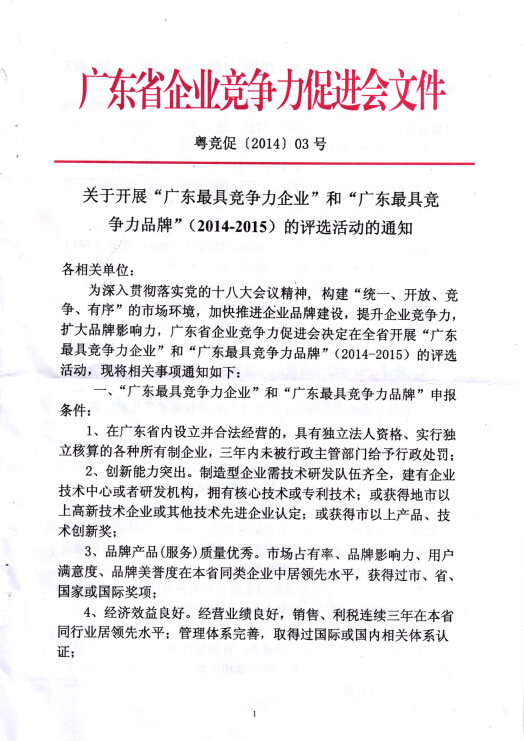 广东省企业竞争力促进会文件
粤竞促〔2014〕03号
关于开展“广东最具竞争力企业”和“广东最具竞
争力品牌”（2014-2015）的评选活动的通知
各相关单位：
为深入贯彻落实党的十八大会议精神，构建“统一、开放、竞
争、有序”的市场环境，加快推进企业品牌建设，提升企业竞争力，
扩大品牌影响力，广东省企业竞争力促进会决定在全省开展“广东
最具竞争力企业”和“广东最具竞争力品牌”(2014-2015)的评选
活动，现将相关事项通知如下：
一、“广东最具竞争力企业”和“广东最具竞争力品牌”申报
条件：
1、在广东省内设立并合法经营的，具有独立法人资格、实行独
立核算的各种所有制企业，三年内未被行政主管部门给予行政处罚；
2、创新能力突出。制造型企业需技术研发队伍齐全，建有企业
技术中心或者研发机构，拥有核心技术或专利技术；或获得地市以
上高新技术企业或其他技术先进企业认定；或获得市以上产品、技
术创新奖；
3、品牌产品(服务)质量优秀。市场占有率、品牌影响力、用户
满意度、品牌美誉度在本省同类企业中居领先水平，获得过市、省、
国家或国际奖项；
4、经济效益良好。经营业绩良好，销售、利税连续三年在本省
同行业居领先水平；管理体系完善，取得过国际或国内相关体系认
证；
1